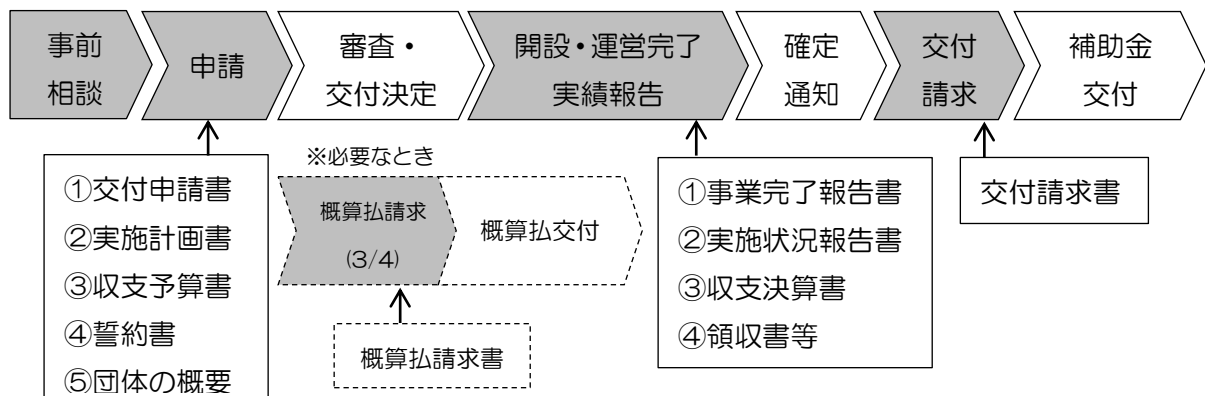 事前
相談
申請
審査・
交付決定
開設・運営完了
実績報告
確定
通知
交付
請求
補助金
交付
①交付申請書
②実施計画書
③収支予算書
④誓約書
⑤団体の概要
※必要なとき
概算払請求
(3/4)
概算払交付
概算払請求書
①事業完了報告書
②実施状況報告書
③収支決算書
④領収書等
交付請求書